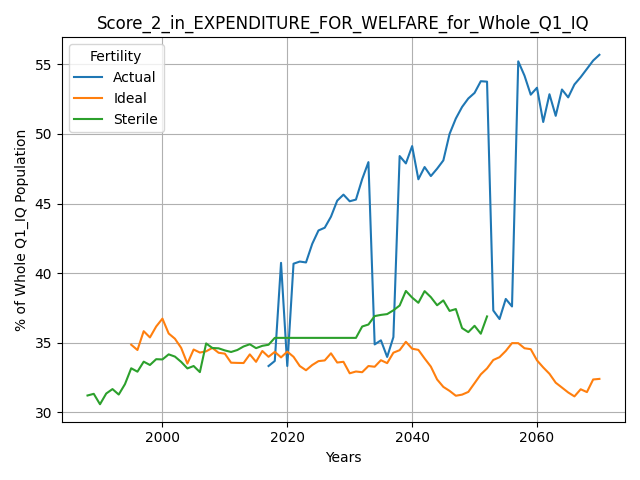 Score_2_in_EXPENDITURE_FOR_WELFARE_for_Whole_Q1_IQ
Fertility
Actual
Ideal
Sterile
% of Whole Q1_IQ Population
55
50
45
40
35
30
2000
2020
2040
2060
Years